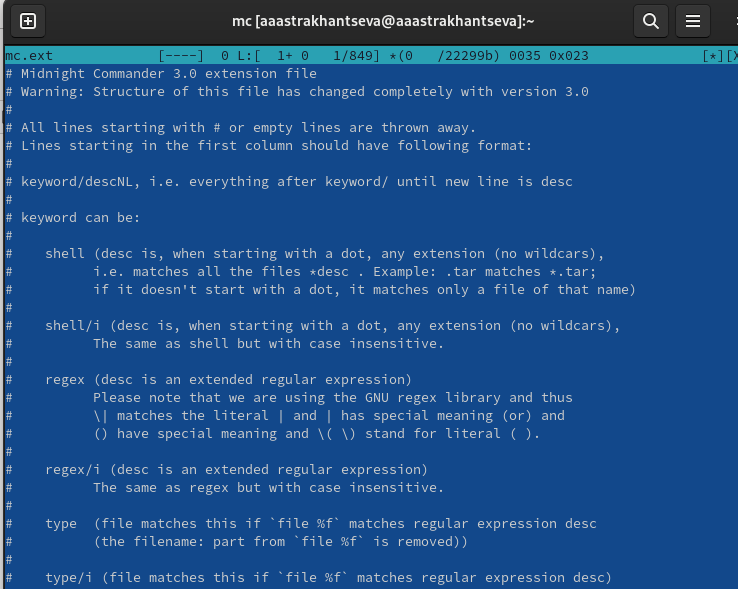 mc [aaastrakhantseva@aaastrakhantseva]:~
mc.ext             [----]  0 L:[  1+ 0   1/849] *(0   /22299b) 0035 0x023              [*][X
# Midnight Commander 3.0 extension file
# Warning: Structure of this file has changed completely with version 3.0
#
# All lines starting with # or empty lines are thrown away.
# Lines starting in the first column should have following format:
#
# keyword/descNL, i.e. everything after keyword/ until new line is desc
#
# keyword can be:
#
#    shell (desc is, when starting with a dot, any extension (no wildcars),
#          i.e. matches all the files *desc . Example: .tar matches *.tar;
#          if it doesn't start with a dot, it matches only a file of that name)
#
#    shell/i (desc is, when starting with a dot, any extension (no wildcars),
#          The same as shell but with case insensitive.
#
#    regex (desc is an extended regular expression)
#          Please note that we are using the GNU regex library and thus
#          \| matches the literal | and | has special meaning (or) and
#          () have special meaning and \( \) stand for literal ( ).
#
#    regex/i (desc is an extended regular expression)
#          The same as regex but with case insensitive.
#
#    type  (file matches this if `file %f` matches regular expression desc
#          (the filename: part from `file %f` is removed))
#
#    type/i (file matches this if `file %f` matches regular expression desc)